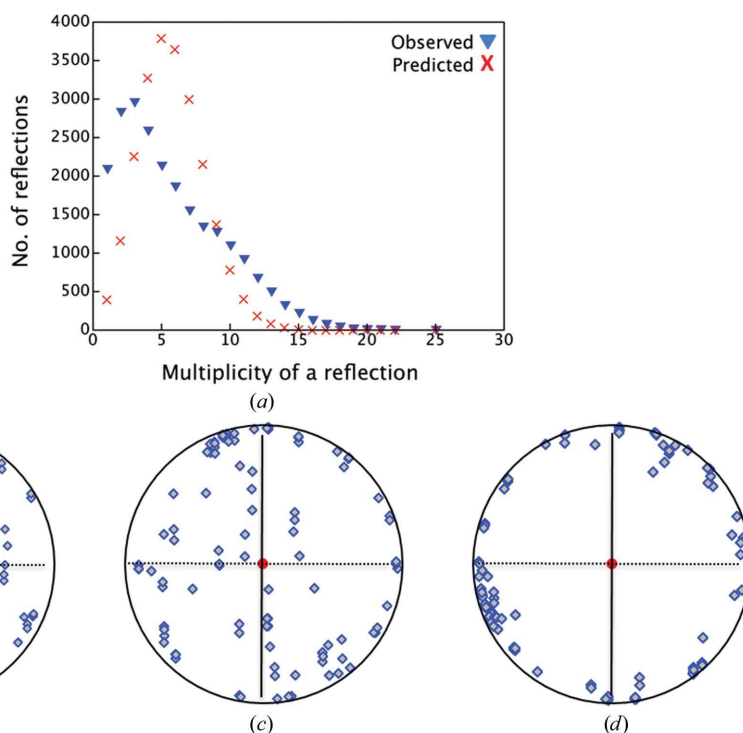 4000
3500
3000
2500
2000
1500
1000
500
0
No. of reflections
Observed
Predicted X
0 5 10 15 20 25 30
Multiplicity of a reflection
(a)
(c) (d)